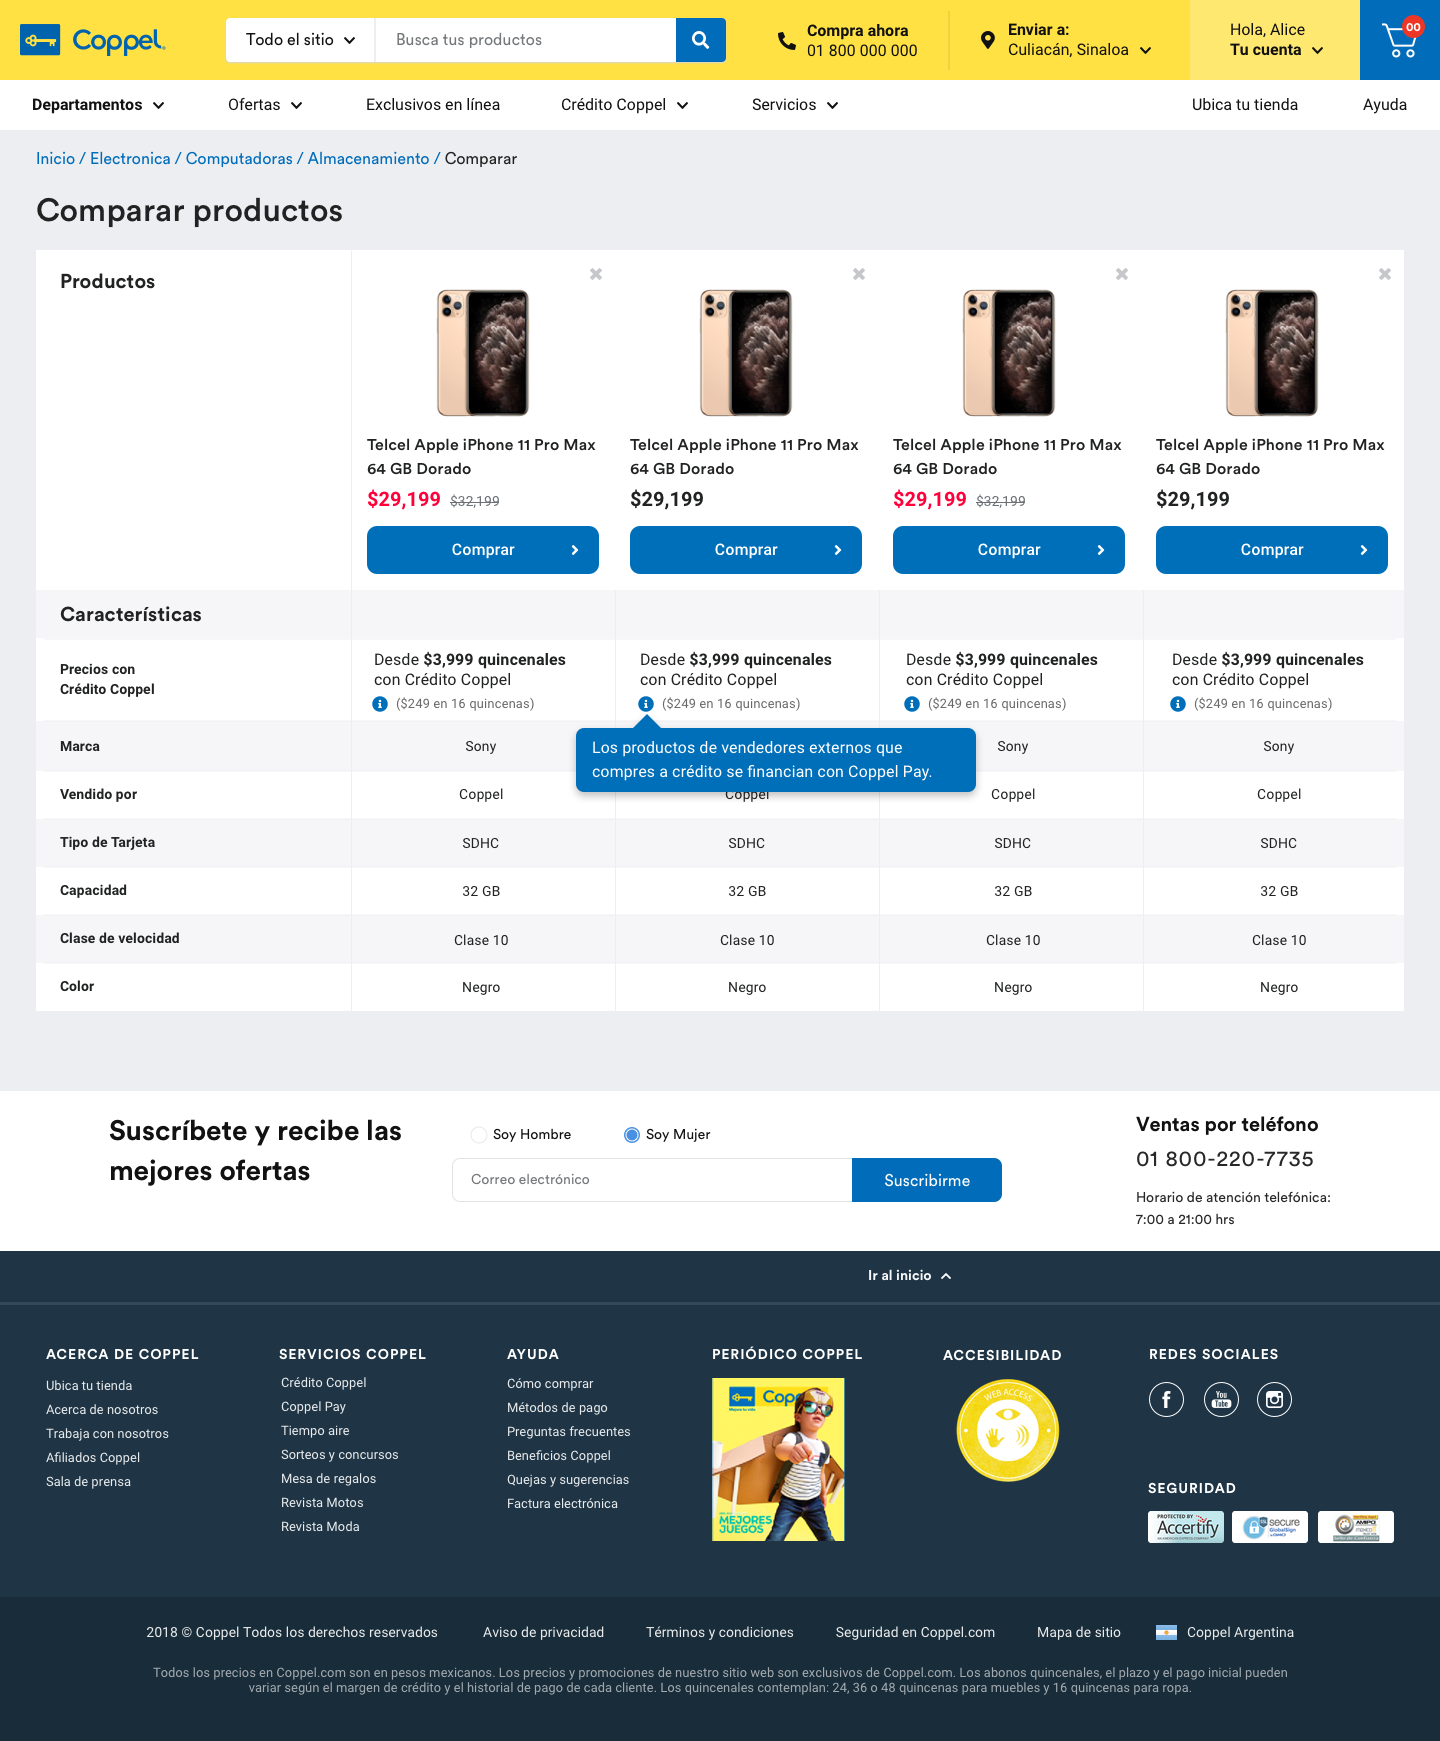 Coppel
Todo el sitio
Busca tus productos
Compra ahora
01 800 000 000
Enviar a:
Culiacán, Sinaloa
Hola, Alice
Tu cuenta
00
Departamentos
Ofertas
Exclusivos en línea
Crédito Coppel
Servicios
Ubica tu tienda
Ayuda
Inicio / Electronica / Computadoras / Almacenamiento / Comparar
Comparar productos
Productos
Telcel Apple iPhone 11 Pro Max
64 GB Dorado
$29,199 $32,199
Comprar
Telcel Apple iPhone 11 Pro Max
64 GB Dorado
$29,199
Comprar
Telcel Apple iPhone 11 Pro Max
64 GB Dorado
$29,199 $32,199
Comprar
Telcel Apple iPhone 11 Pro Max
64 GB Dorado
$29,199
Comprar
Características
Precios con
Crédito Coppel
Desde $3,999 quincenales
con Crédito Coppel
($249 en 16 quincenas)
Desde $3,999 quincenales
con Crédito Coppel
($249 en 16 quincenas)
Desde $3,999 quincenales
con Crédito Coppel
($249 en 16 quincenas)
Desde $3,999 quincenales
con Crédito Coppel
($249 en 16 quincenas)
Los productos de vendedores externos que
compres a crédito se financian con Coppel Pay.
Marca Sony Sony Sony
Vendido por Coppel Coppel Coppel Coppel
Tipo de Tarjeta SDHC SDHC SDHC SDHC
Capacidad 32 GB 32 GB 32 GB 32 GB
Clase de velocidad Clase 10 Clase 10 Clase 10 Clase 10
Color Negro Negro Negro Negro
Suscríbete y recibe las
mejores ofertas
Soy Hombre
Soy Mujer
Correo electrónico
Suscribirme
Ventas por teléfono
01 800-220-7735
Horario de atención telefónica:
7:00 a 21:00 hrs
Ir al inicio
ACERCA DE COPPEL
Ubica tu tienda
Acerca de nosotros
Trabaja con nosotros
Afiliados Coppel
Sala de prensa
SERVICIOS COPPEL
Crédito Coppel
Coppel Pay
Tiempo aire
Sorteos y concursos
Mesa de regalos
Revista Motos
Revista Moda
AYUDA
Cómo comprar
Métodos de pago
Preguntas frecuentes
Beneficios Coppel
Quejas y sugerencias
Factura electrónica
PERIÓDICO COPPEL
MEJORES
JUEGOS
ACCESIBILIDAD
WEB ACCESS
REDES SOCIALES
f
You
Tube
SEGURIDAD
PROTECTED BY
Accertify
secure
GlobalSign
AMIPCI
2018 © Coppel Todos los derechos reservados
Aviso de privacidad
Términos y condiciones
Seguridad en Coppel.com
Mapa de sitio
Coppel Argentina
Todos los precios en Coppel.com son en pesos mexicanos. Los precios y promociones de nuestro sitio web son exclusivos de Coppel.com. Los abonos quincenales, el plazo y el pago inicial pueden
variar según el margen de crédito y el historial de pago de cada cliente. Los quincenales contemplan: 24, 36 o 48 quincenas para muebles y 16 quincenas para ropa.